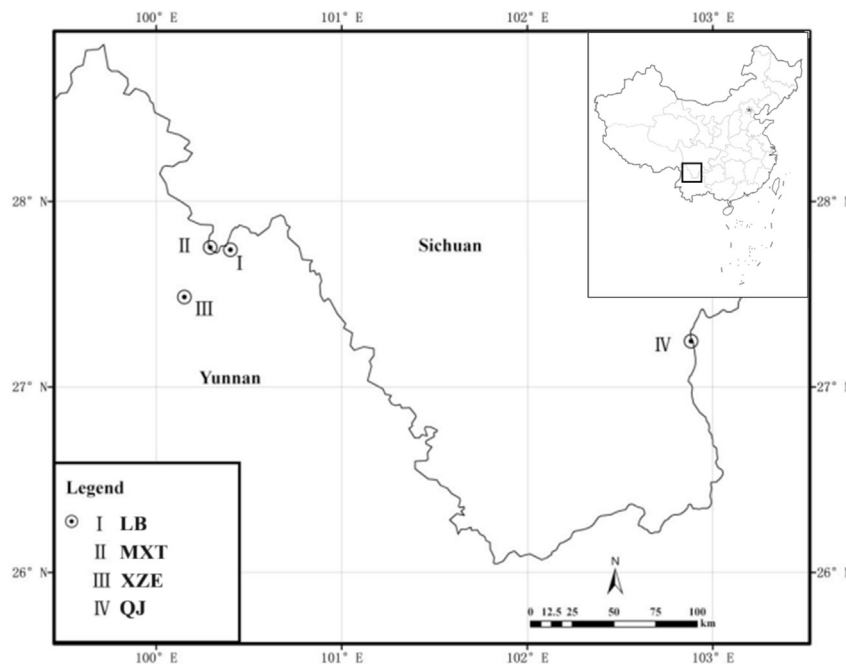 100° E 101° E 102° E 103° E
28° N 28° N
II I
Sichuan
III
IV
Yunnan
27° N 27° N
Legend
I LB
II MXT
III XZE
IV QJ
N
26° N 26° N
0 12.5 25 50 75 100
km
100° E 101° E 102° E 103° E